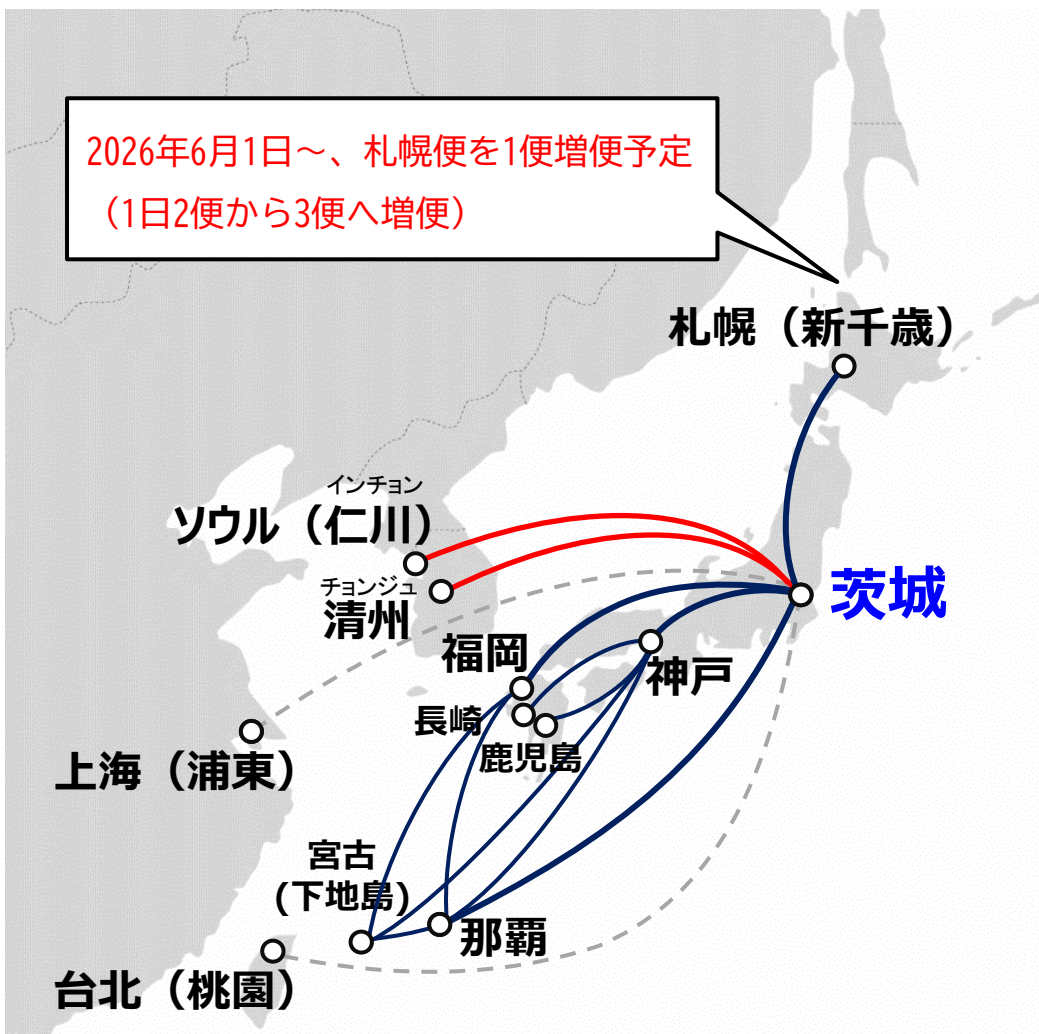 2026年6月1日～、札幌便を1便増便予定
（1日2便から3便へ増便）
札幌（新千歳）
インチョン
ソウル（仁川）
チョンジュ
清州
茨城
福岡
神戸
長崎
鹿児島
上海（浦東）
宮古
(下地島)
那覇
台北（桃園）